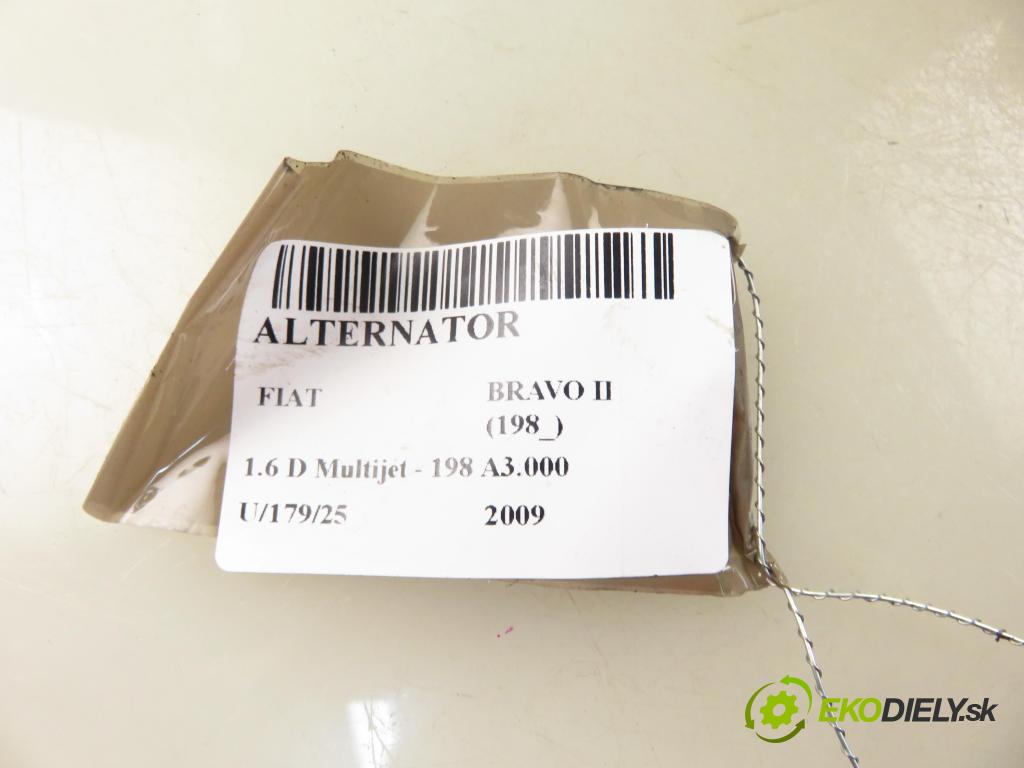 ALTERNATOR
FIAT BRAVO II
(198_)
1.6 D Multijet - 198 A3.000
U/179/25 2009
EKODIELY.sk